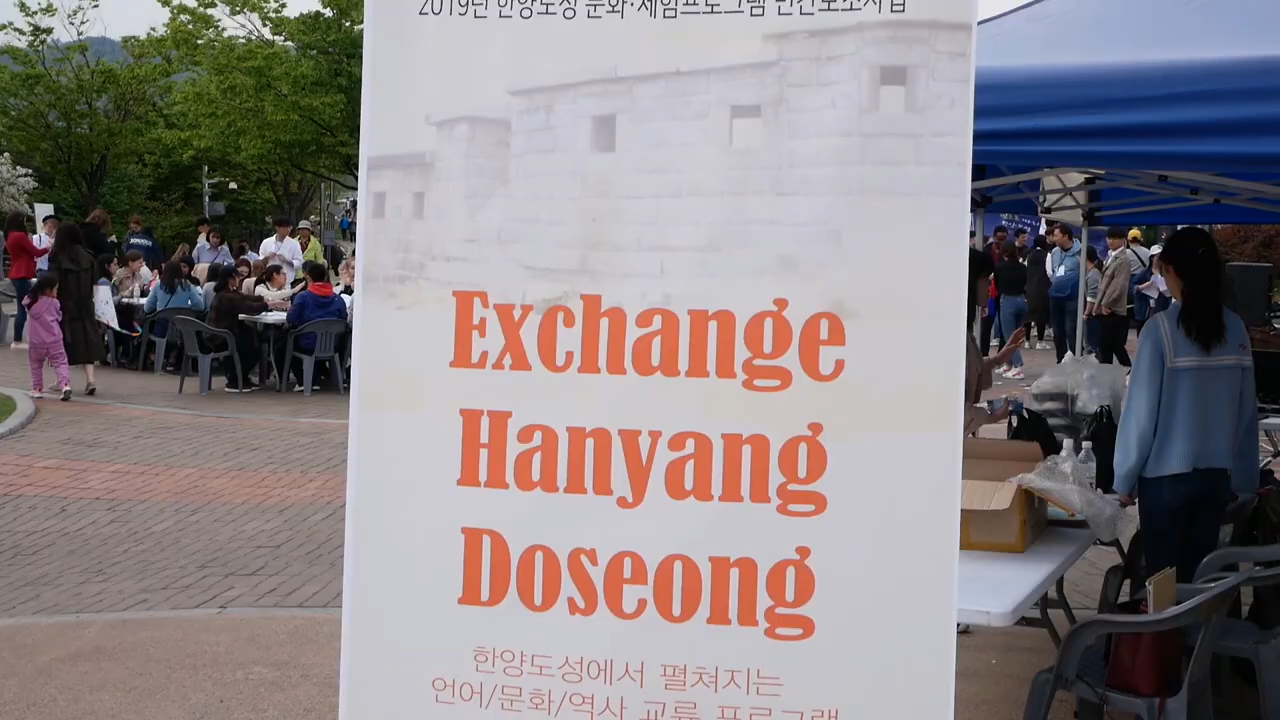 2019년 한양도성 문화·체험프로그램 민간보조사업
Exchange
Hanyang
Doseong
한양도성에서 펼쳐지는
언어/문화/역사 교류 프로그램